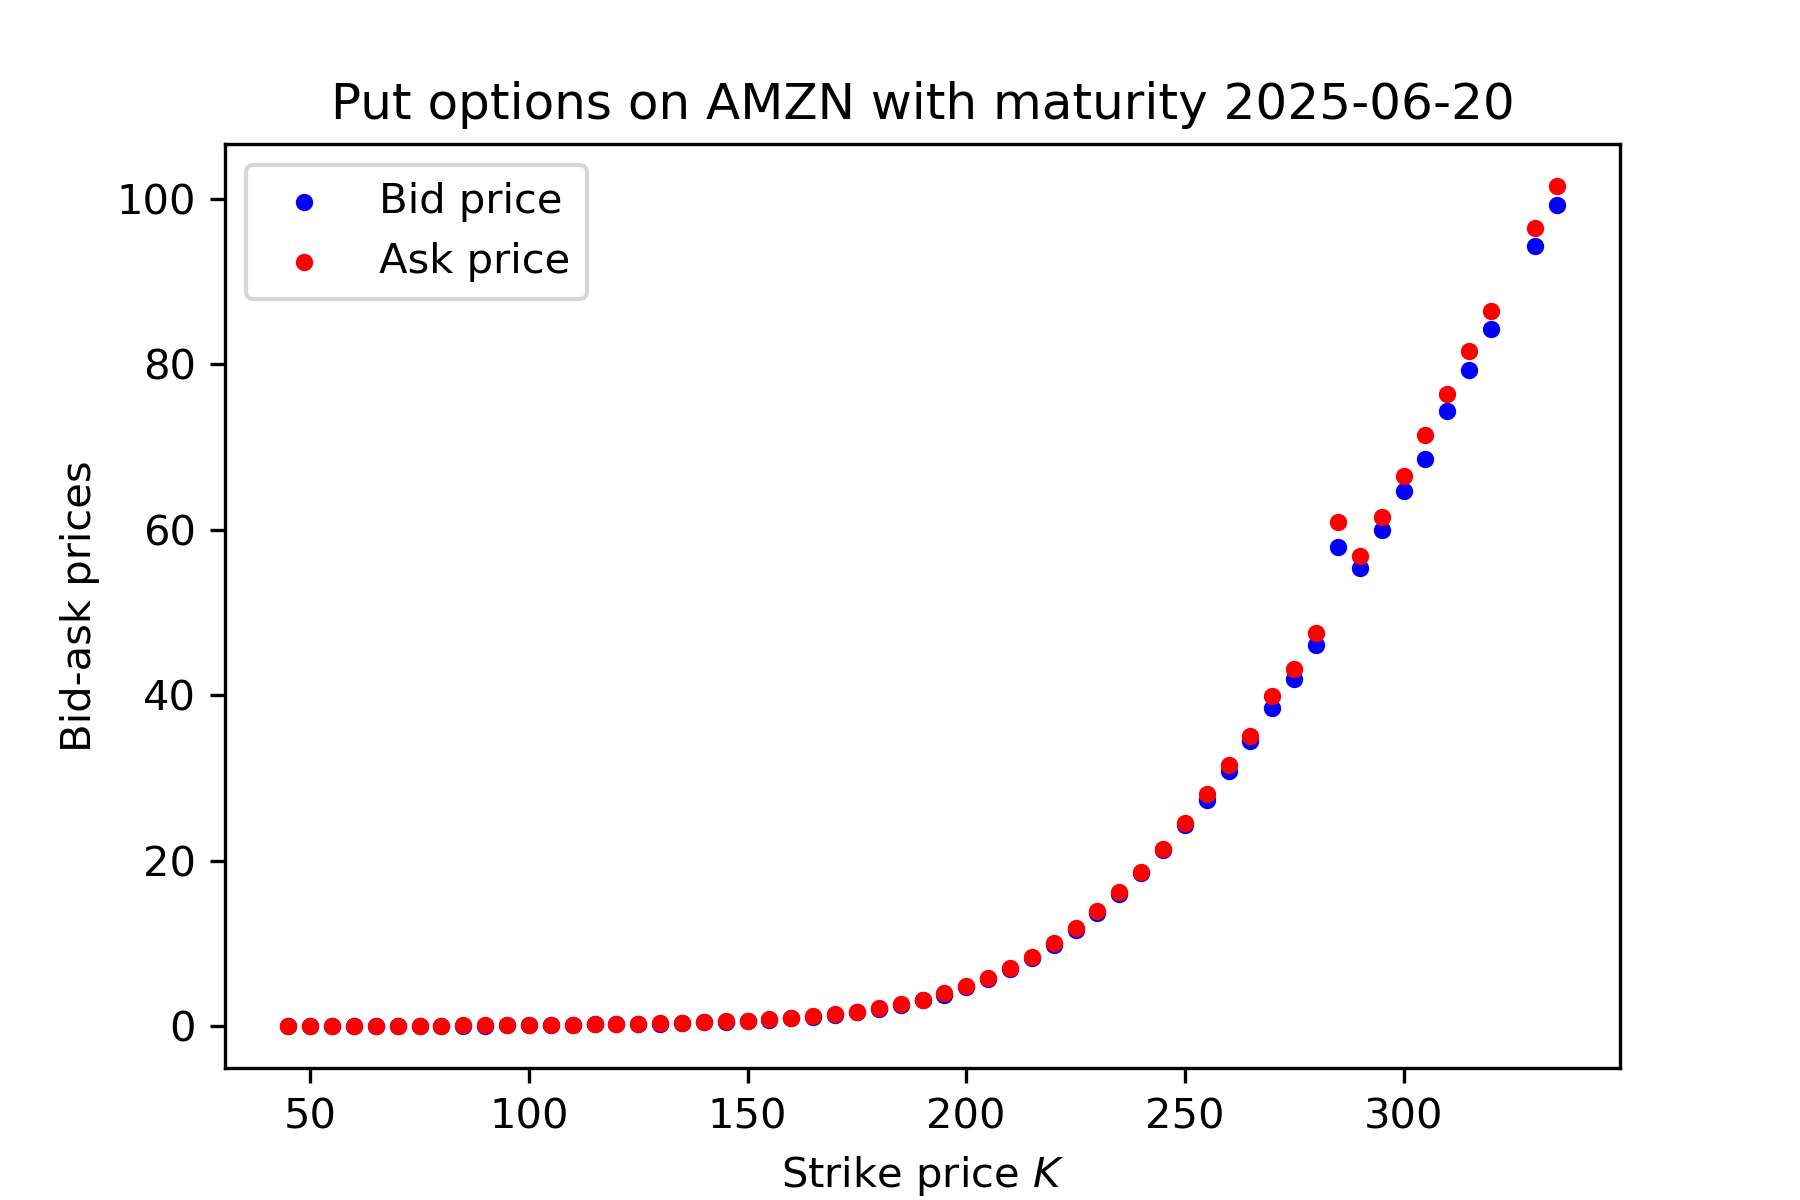 Put options on AMZN with maturity 2025-06-20
Bid price
Ask price
100
80
60
40
20
0
Bid-ask prices
50 100 150 200 250 300
Strike price K